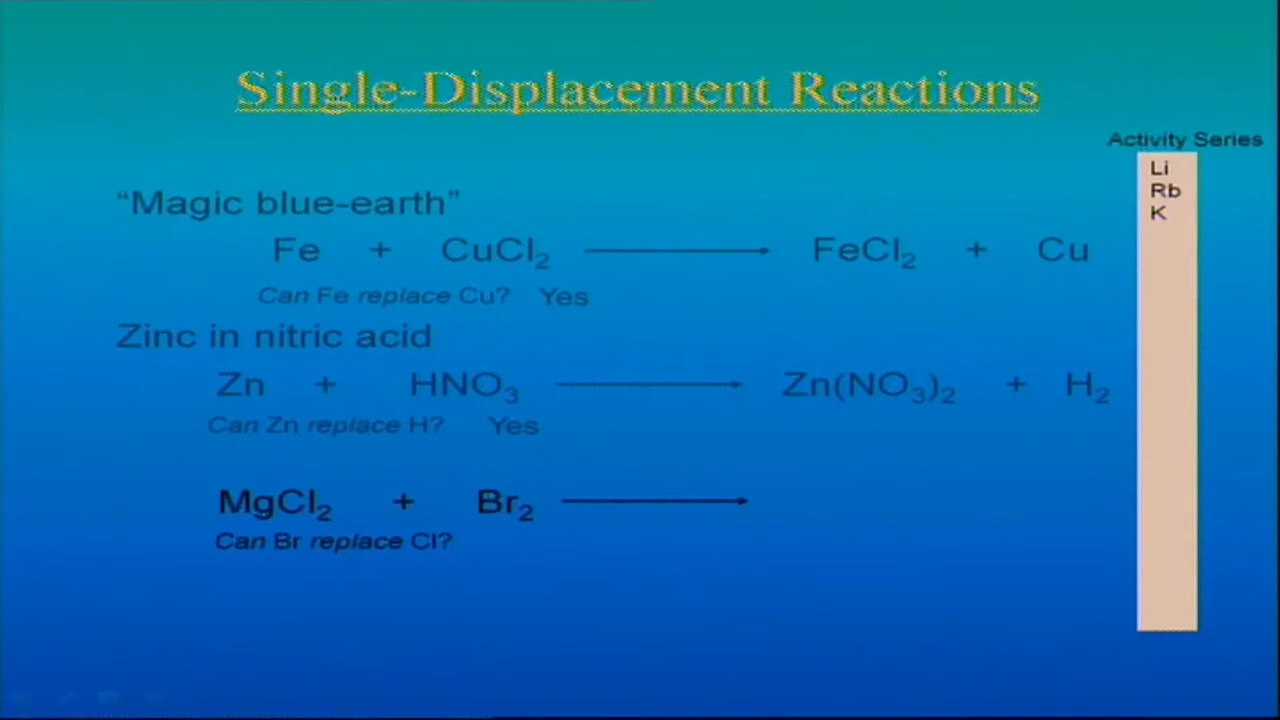 Single-Displacement Reactions
Activity Series
Li
Rb
K
“Magic blue-earth”
Fe + CuCl₂ → FeCl₂ + Cu
Can Fe replace Cu? Yes
Zinc in nitric acid
Zn + HNO₃ → Zn(NO₃)₂ + H₂
Can Zn replace H? Yes
MgCl₂ + Br₂ →
Can Br replace Cl?